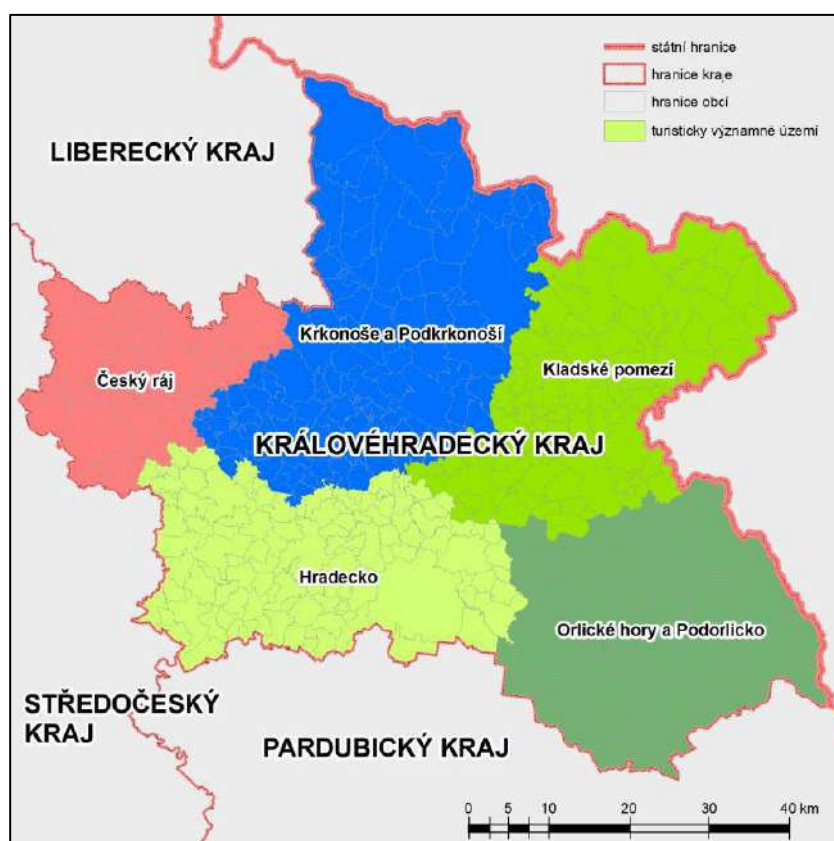 státní hranice
hranice kraje
hranice obcí
turisticky významné území
LIBERECKÝ KRAJ
Krkonoše a Podkrkonoší
Český ráj
Kladské pomezí
KRÁLOVÉHRADECKÝ KRAJ
Hradecko
Orlické hory a Podorlicko
STŘEDOČESKÝ
KRAJ
PARDUBICKÝ KRAJ
0 5 10 20 30 40 km